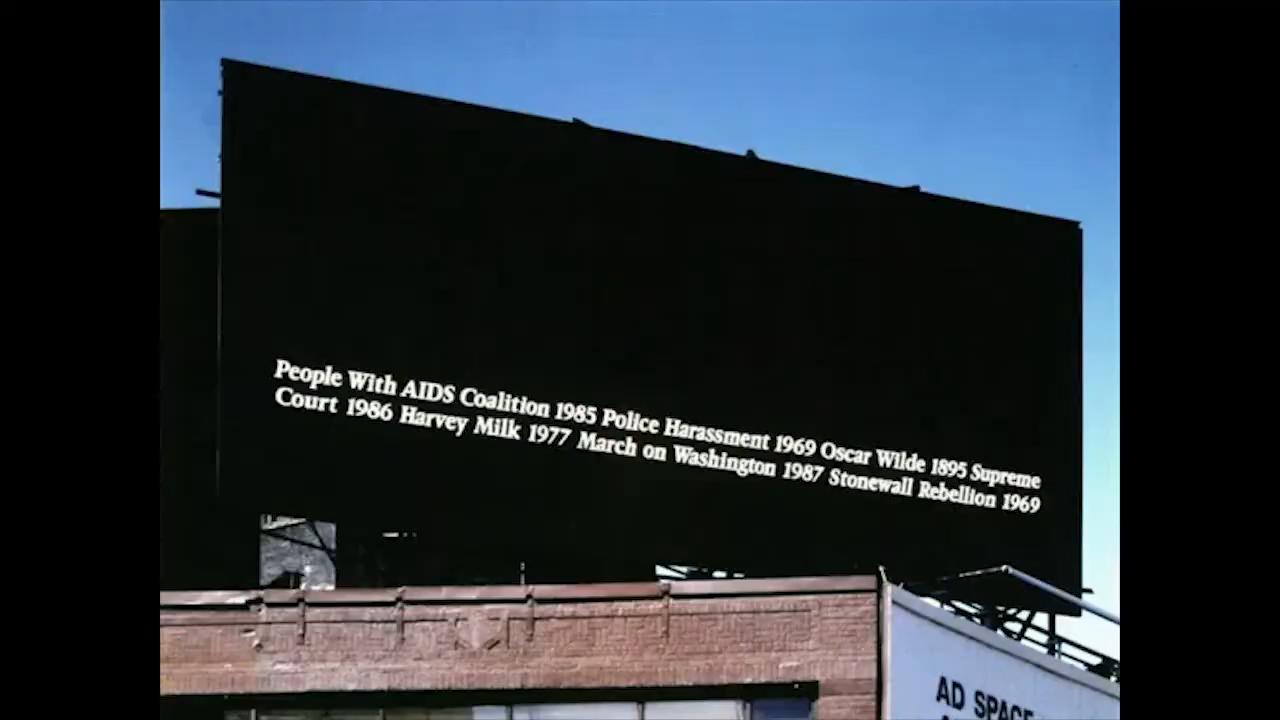 People With AIDS Coalition 1985 Police Harassment 1969 Oscar Wilde 1895 Supreme
Court 1986 Harvey Milk 1977 March on Washington 1987 Stonewall Rebellion 1969
AD SPACE